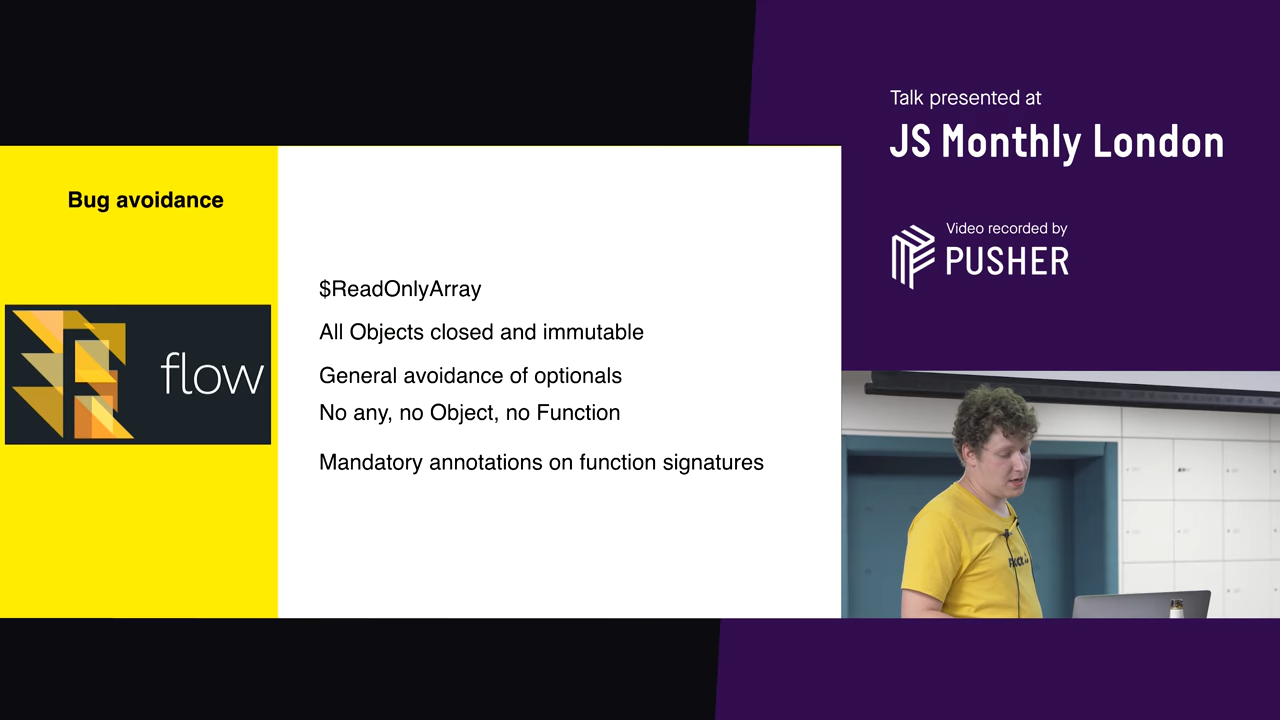 Talk presented at
JS Monthly London
Video recorded by
PUSHER
Bug avoidance
flow
$ReadOnlyArray
All Objects closed and immutable
General avoidance of optionals
No any, no Object, no Function
Mandatory annotations on function signatures